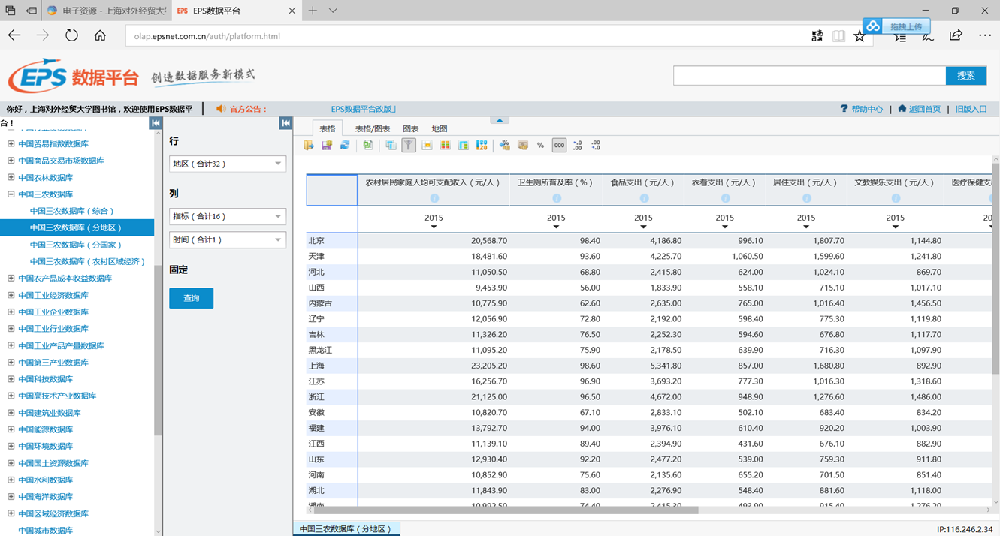 电子资源 - 上海对外经贸大学
EPS EPS数据平台
olap.epsnet.com.cn/auth/platform.html
拖拽上传
EPS 数据平台 创造数据服务新模式
搜索
你好，上海对外经贸大学图书馆，欢迎使用EPS数据平
台！
官方公告：
EPS数据平台改版」
帮助中心 | 返回首页 | 旧版入口
中国贸易指数数据库
中国商品交易市场数据库
中国农林数据库
中国三农数据库
中国三农数据库（综合）
中国三农数据库（分地区）
中国三农数据库（分国家）
中国三农数据库（农村区域经济）
中国农产品成本收益数据库
中国工业经济数据库
中国工业企业数据库
中国工业行业数据库
中国工业产品产量数据库
中国第三产业数据库
中国科技数据库
中国高技术产业数据库
中国建筑业数据库
中国能源数据库
中国环境数据库
中国国土资源数据库
中国水利数据库
中国海洋数据库
中国区域经济数据库
中国城市数据库
行
地区（合计32）
列
指标（合计16）
时间（合计1）
固定
查询
表格 表格/图表 图表 地图
% 000 .00 .00
农村居民家庭人均可支配收入（元/人） 卫生厕所普及率（%） 食品支出（元/人） 衣着支出（元/人） 居住支出（元/人） 文教娱乐支出（元/人） 医疗保健支
2015 2015 2015 2015 2015 2015 20
北京 20,568.70 98.40 4,186.80 996.10 1,807.70 1,144.80
天津 18,481.60 93.60 4,225.70 1,060.50 1,599.60 1,241.80
河北 11,050.50 68.80 2,415.80 624.00 1,024.10 869.70
山西 9,453.90 56.00 1,833.90 558.10 715.10 1,017.10
内蒙古 10,775.90 62.60 2,635.00 765.00 1,016.40 1,456.50
辽宁 12,056.90 72.80 2,192.00 598.40 775.30 1,119.80
吉林 11,326.20 76.50 2,252.30 594.60 676.80 1,117.70
黑龙江 11,095.20 75.90 2,178.50 639.90 716.30 1,097.90
上海 23,205.20 98.60 5,341.80 857.00 1,680.80 892.90
江苏 16,256.70 96.90 3,693.20 777.30 1,016.30 1,318.60
浙江 21,125.00 96.50 4,672.00 948.90 1,276.60 1,486.00
安徽 10,820.70 67.10 2,833.10 502.10 683.40 834.20
福建 13,792.70 94.00 3,976.10 610.40 920.20 1,003.90
江西 11,139.10 89.40 2,394.90 431.60 676.10 882.90
山东 12,930.40 92.20 2,477.20 539.00 759.30 911.80
河南 10,852.90 75.60 2,135.60 655.20 701.50 851.40
湖北 11,843.90 83.00 2,276.90 548.40 881.60 1,118.00
湖南 10,992.50 74.40 2,415.30 493.90 915.40 1,276.20
中国三农数据库（分地区）
IP:116.246.2.34